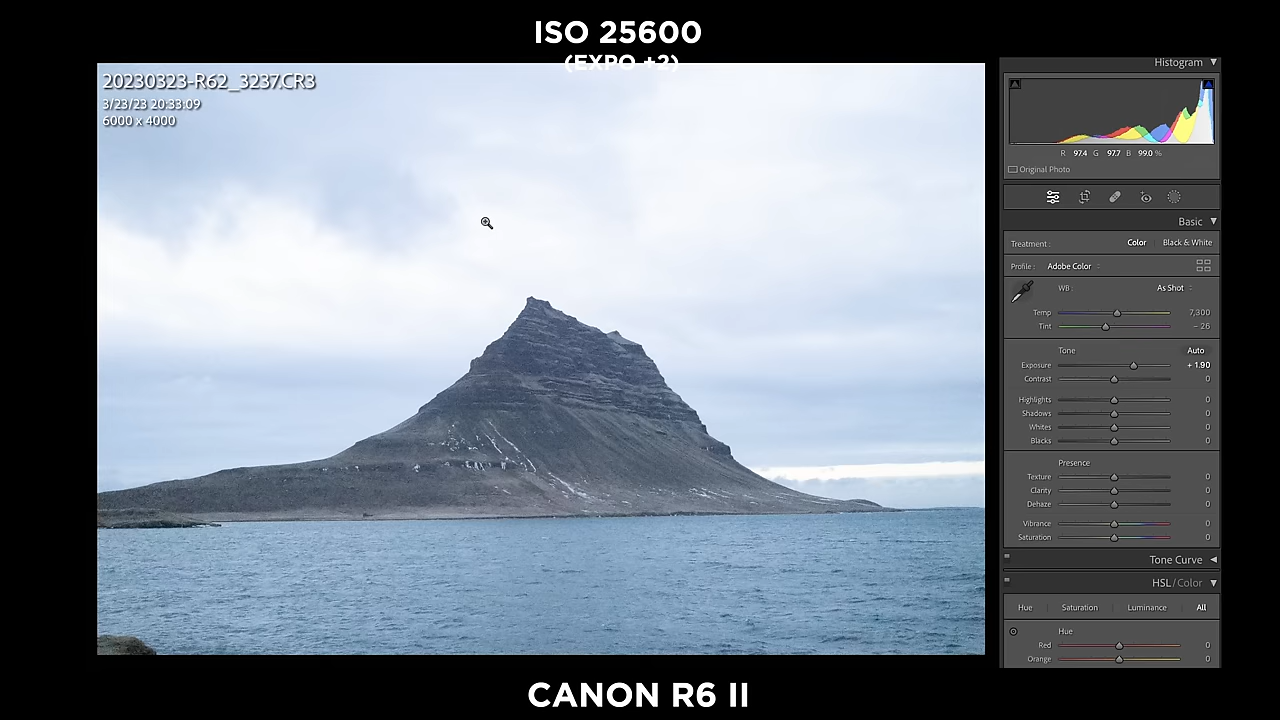 ISO 25600
(EXPO +2)
20230323-R62_3237.CR3
3/23/23 20:33:09
6000 x 4000
Histogram
R 97.4 G 97.7 B 99.0 %
Original Photo
Basic
Treatment : Color Black & White
Profile : Adobe Color
WB : As Shot
Temp 7,300
Tint – 26
Tone Auto
Exposure + 1.90
Contrast 0
Highlights 0
Shadows 0
Whites 0
Blacks 0
Presence
Texture 0
Clarity 0
Dehaze 0
Vibrance 0
Saturation 0
Tone Curve
HSL / Color
Hue Saturation Luminance All
Hue
Red 0
Orange 0
CANON R6 II